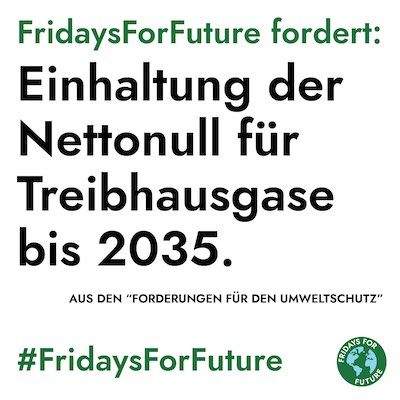 FridaysForFuture fordert:
Einhaltung der
Nettonull für
Treibhausgase
bis 2035.
AUS DEN "FORDERUNGEN FÜR DEN UMWELTSCHUTZ"
#FridaysForFuture
FRIDAYS FOR
FUTURE